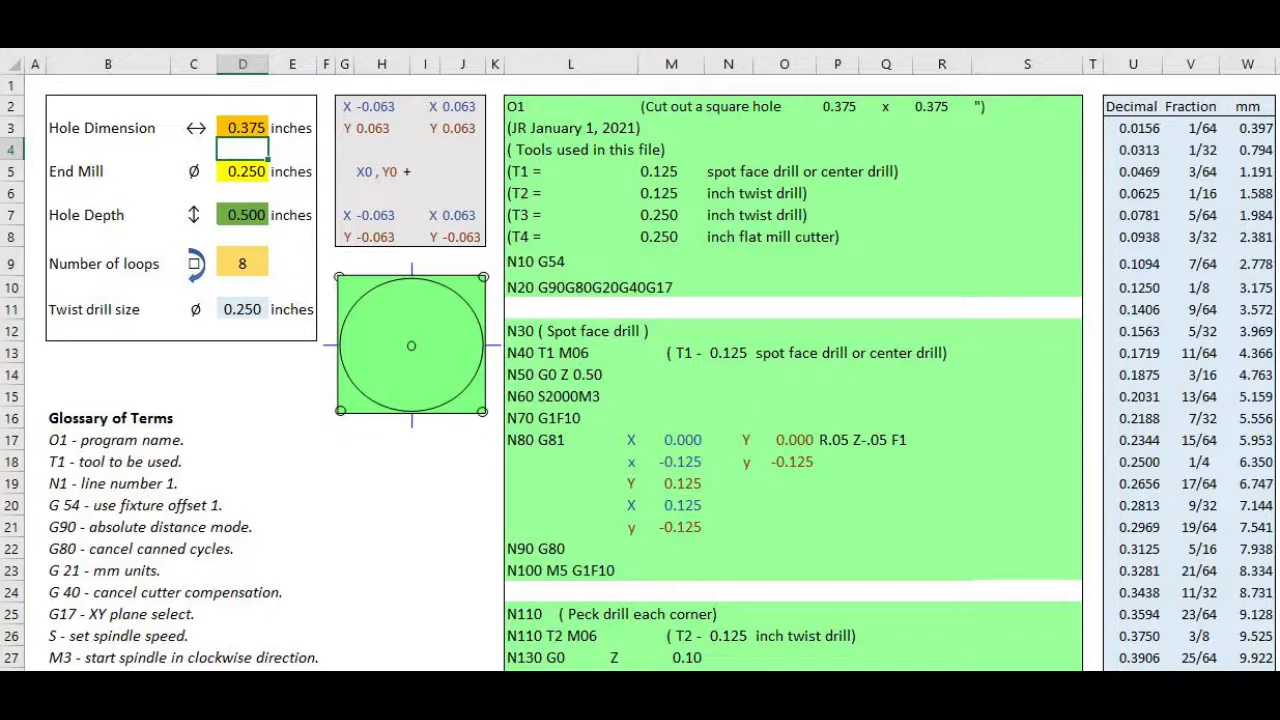 A B C D E F G H I J K L M N O P Q R S T U V W
1
2 X -0.063 X 0.063 O1 (Cut out a square hole 0.375 x 0.375 ") Decimal Fraction mm
3 Hole Dimension ↔ 0.375 inches Y 0.063 Y 0.063 (JR January 1, 2021) 0.0156 1/64 0.397
4 ( Tools used in this file) 0.0313 1/32 0.794
5 End Mill Ø 0.250 inches X0 , Y0 + (T1 = 0.125 spot face drill or center drill) 0.0469 3/64 1.191
6 (T2 = 0.125 inch twist drill) 0.0625 1/16 1.588
7 Hole Depth ↕ 0.500 inches X -0.063 X 0.063 (T3 = 0.250 inch twist drill) 0.0781 5/64 1.984
8 Y -0.063 Y -0.063 (T4 = 0.250 inch flat mill cutter) 0.0938 3/32 2.381
9 Number of loops 8 N10 G54 0.1094 7/64 2.778
10 N20 G90G80G20G40G17 0.1250 1/8 3.175
11 Twist drill size Ø 0.250 inches 0.1406 9/64 3.572
12 N30 ( Spot face drill ) 0.1563 5/32 3.969
13 N40 T1 M06 ( T1 - 0.125 spot face drill or center drill) 0.1719 11/64 4.366
14 N50 G0 Z 0.50 0.1875 3/16 4.763
15 N60 S2000M3 0.2031 13/64 5.159
16 Glossary of Terms N70 G1F10 0.2188 7/32 5.556
17 O1 - program name. N80 G81 X 0.000 Y 0.000 R.05 Z-.05 F1 0.2344 15/64 5.953
18 T1 - tool to be used. x -0.125 y -0.125 0.2500 1/4 6.350
19 N1 - line number 1. Y 0.125 0.2656 17/64 6.747
20 G 54 - use fixture offset 1. X 0.125 0.2813 9/32 7.144
21 G90 - absolute distance mode. y -0.125 0.2969 19/64 7.541
22 G80 - cancel canned cycles. N90 G80 0.3125 5/16 7.938
23 G 21 - mm units. N100 M5 G1F10 0.3281 21/64 8.334
24 G 40 - cancel cutter compensation. 0.3438 11/32 8.731
25 G17 - XY plane select. N110 ( Peck drill each corner) 0.3594 23/64 9.128
26 S - set spindle speed. N110 T2 M06 ( T2 - 0.125 inch twist drill) 0.3750 3/8 9.525
27 M3 - start spindle in clockwise direction. N130 G0 Z 0.10 0.3906 25/64 9.922